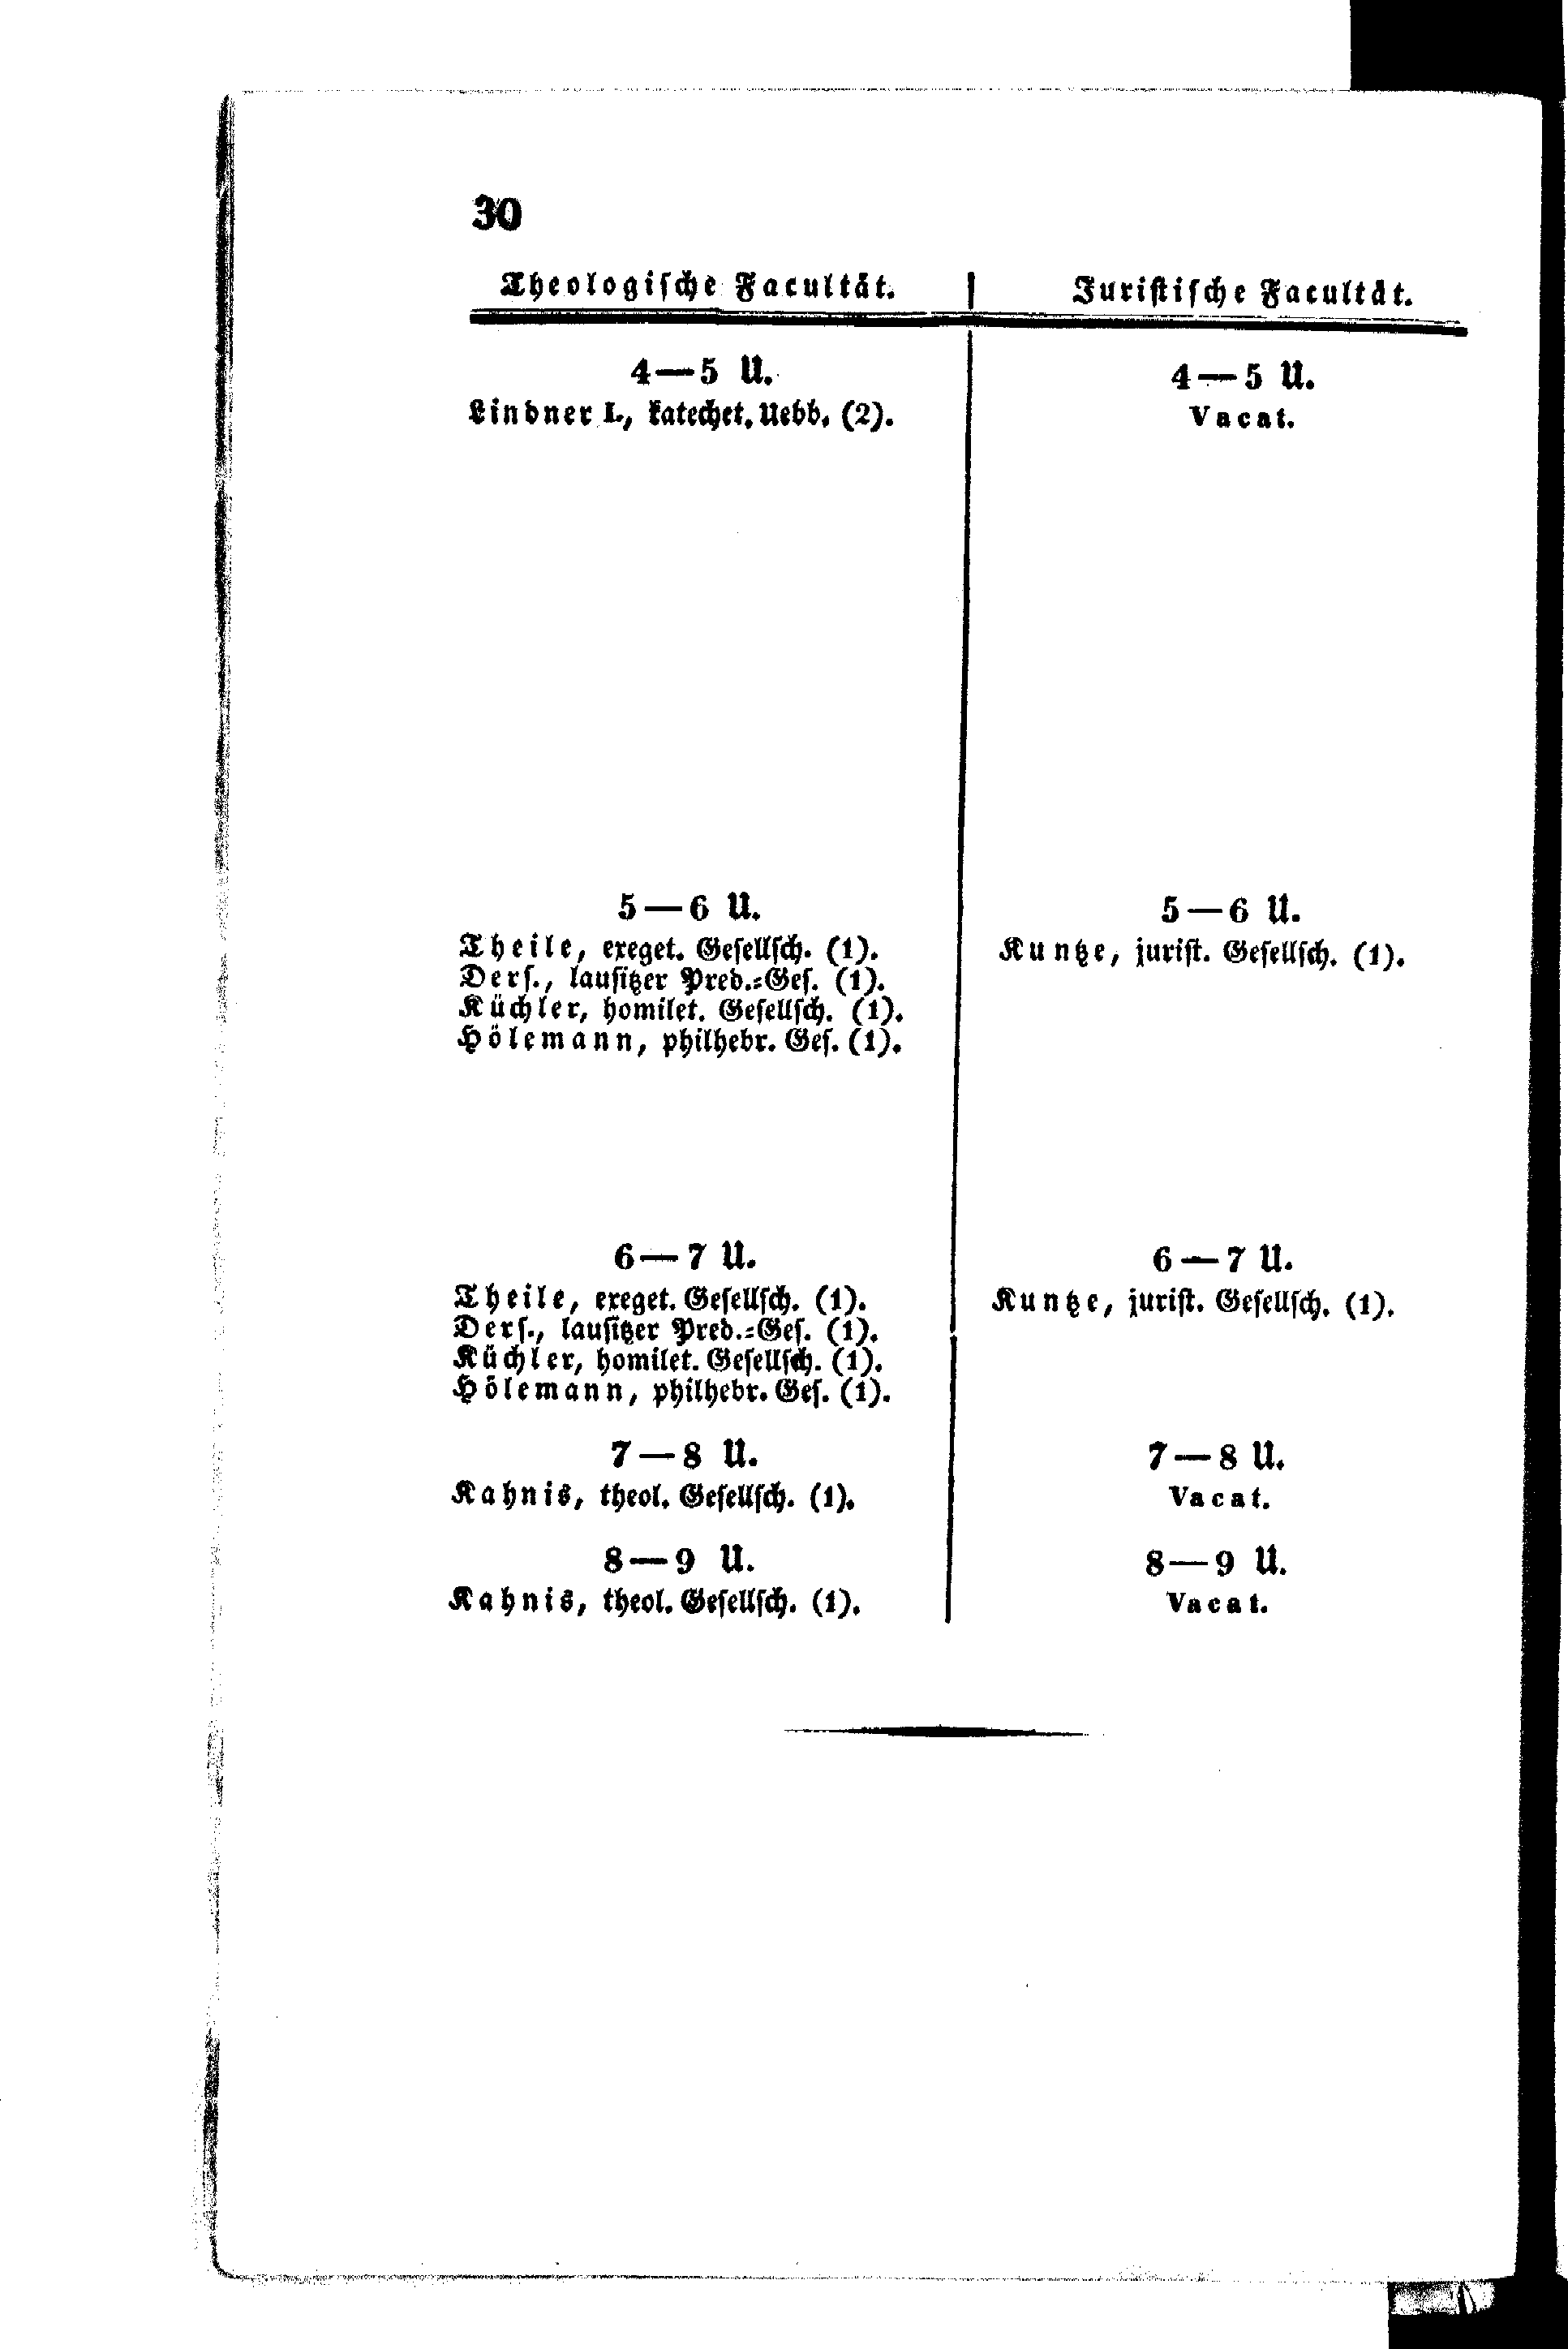 30
Theologische Facultät.
4—5 U.
Lindner I., katechet. Uebb. (2).
5—6 U.
Theile, exeget. Gesellsch. (1).
Ders., lausitzer Pred.-Ges. (1).
Küchler, homilet. Gesellsch. (1).
Hölemann, philhebr. Ges. (1).
6—7 U.
Theile, exeget. Gesellsch. (1).
Ders., lausitzer Pred.-Ges. (1).
Küchler, homilet. Gesellsch. (1).
Hölemann, philhebr. Ges. (1).
7—8 U.
Kahnis, theol. Gesellsch. (1).
8—9 U.
Kahnis, theol. Gesellsch. (1).
Juristische Facultät.
4—5 U.
Vacat.
5—6 U.
Kuntze, jurist. Gesellsch. (1).
6—7 U.
Kuntze, jurist. Gesellsch. (1).
7—8 U.
Vacat.
8—9 U.
Vacat.